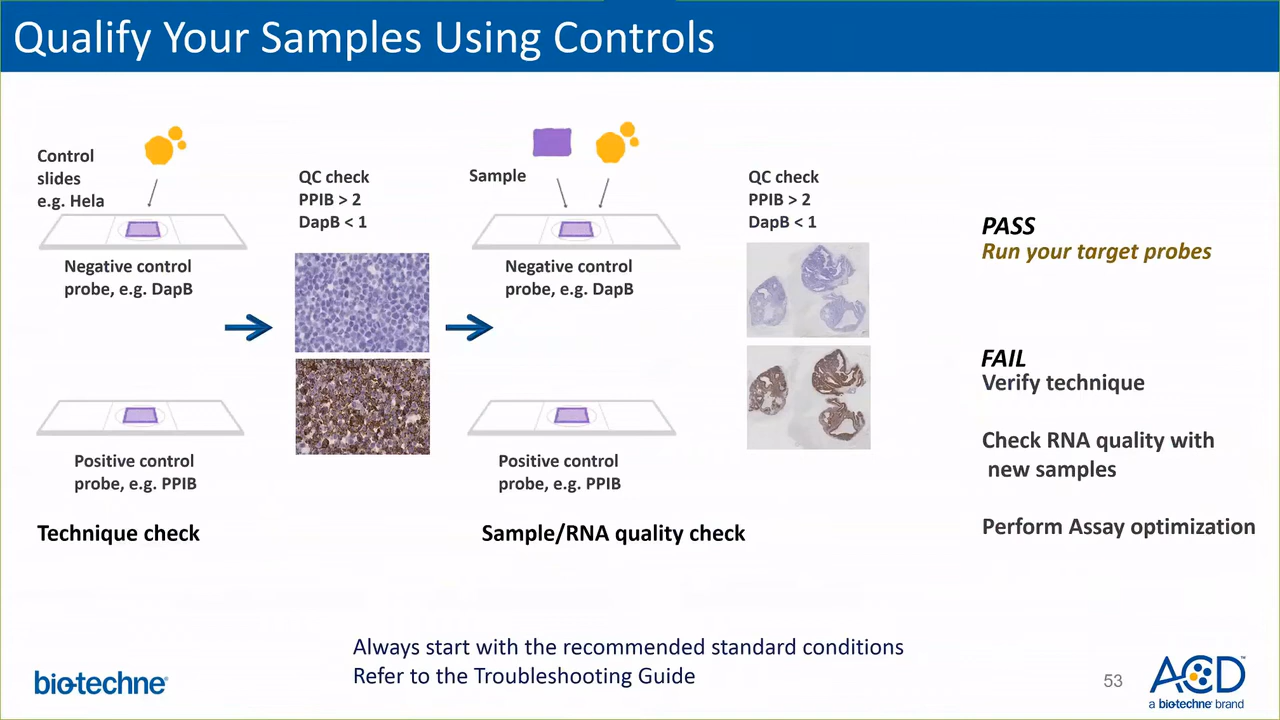 Qualify Your Samples Using Controls
Control
slides
e.g. Hela
QC check
PPIB > 2
DapB < 1
Negative control
probe, e.g. DapB
Positive control
probe, e.g. PPIB
Technique check
Sample
QC check
PPIB > 2
DapB < 1
Negative control
probe, e.g. DapB
Positive control
probe, e.g. PPIB
Sample/RNA quality check
PASS
Run your target probes
FAIL
Verify technique
Check RNA quality with
new samples
Perform Assay optimization
Always start with the recommended standard conditions
Refer to the Troubleshooting Guide
bio-techne®
53
ACD™
a bio-techne brand